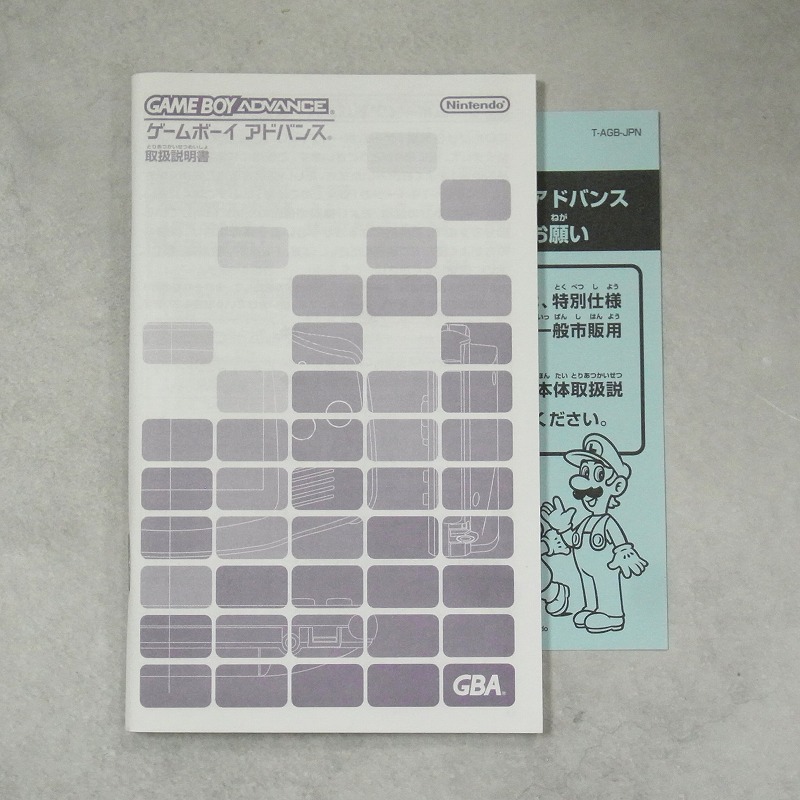 GAME BOY ADVANCE®
Nintendo®
ゲームボーイ アドバンス®
とりあつかいせつめいしょ
取扱説明書
GBA®
T-AGB-JPN
アドバンス
ねが
お願い
とくべつしよう
、特別仕様
いっぱんしはんよう
一般市販用
ほんたいとりあつかいせつ
本体取扱説
ください。
L